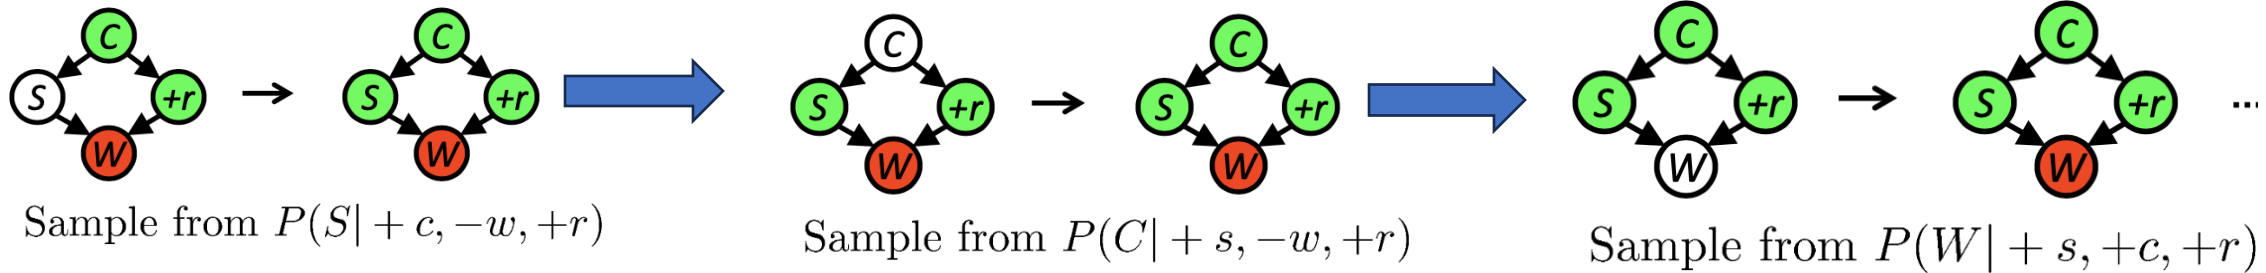 C C C C C C
S +r S +r S +r S +r S +r S +r ...
W W W W W W
Sample from P(S| + c, −w, +r)
Sample from P(C| + s, −w, +r)
Sample from P(W| + s, +c, +r)